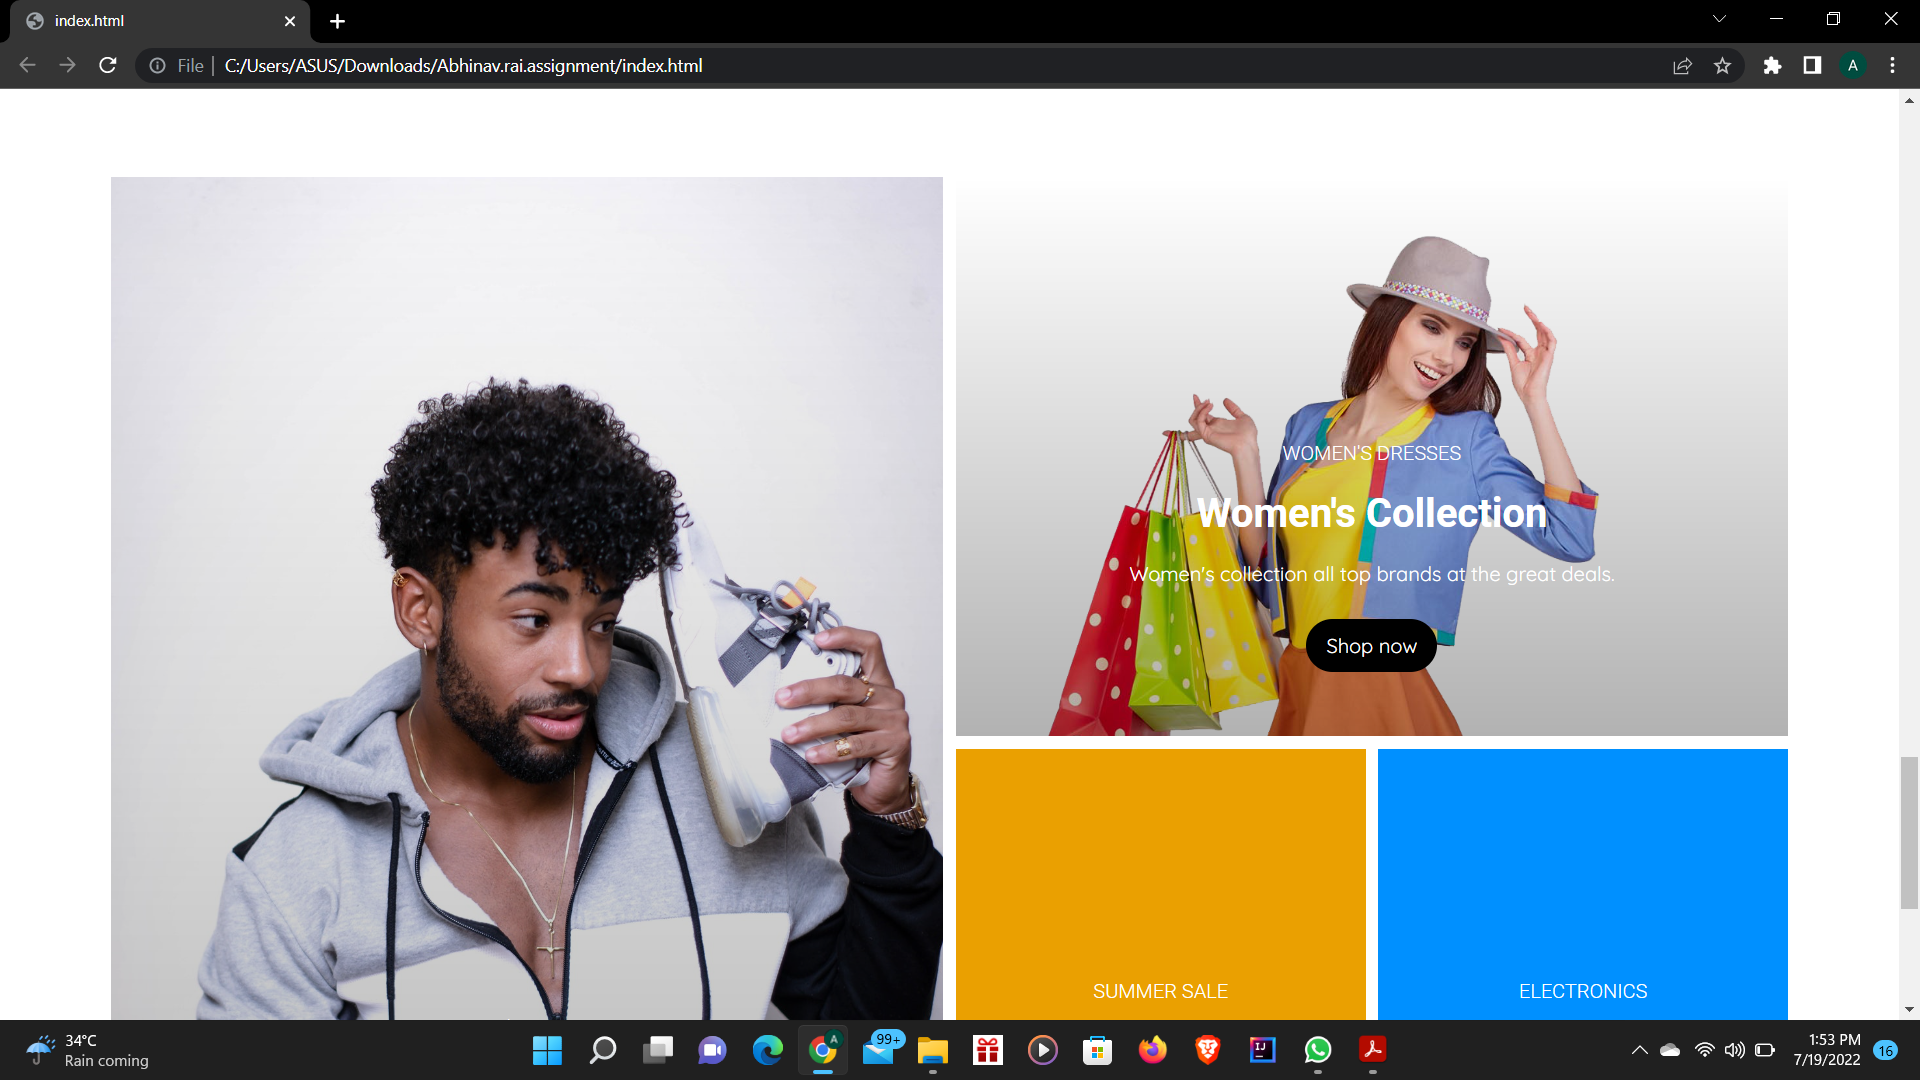 index.html
File
C:/Users/ASUS/Downloads/Abhinav.rai.assignment/index.html
A
WOMEN'S DRESSES
Women's Collection
Women's collection all top brands at the great deals.
Shop now
SUMMER SALE
ELECTRONICS
34°C
Rain coming
A
99+
IJ
1:53 PM
7/19/2022
16